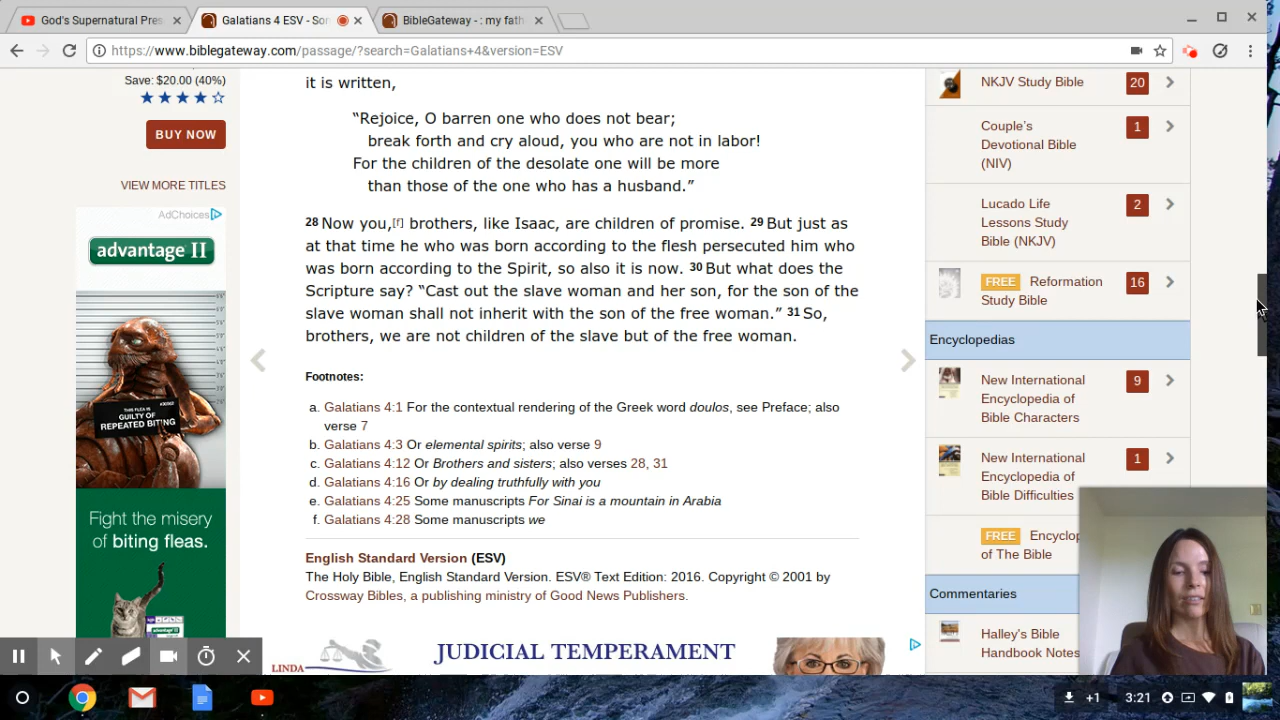 God's Supernatural Pres
Galatians 4 ESV - Son
BibleGateway - : my fath
https://www.biblegateway.com/passage/?search=Galatians+4&version=ESV
Save: $20.00 (40%)
BUY NOW
VIEW MORE TITLES
AdChoices
advantage II
THIS FLEA IS
GUILTY OF
REPEATED BITING
Fight the misery
of biting fleas.
it is written,
“Rejoice, O barren one who does not bear;
break forth and cry aloud, you who are not in labor!
For the children of the desolate one will be more
than those of the one who has a husband.”
28 Now you,[f] brothers, like Isaac, are children of promise. 29 But just as
at that time he who was born according to the flesh persecuted him who
was born according to the Spirit, so also it is now. 30 But what does the
Scripture say? “Cast out the slave woman and her son, for the son of the
slave woman shall not inherit with the son of the free woman.” 31 So,
brothers, we are not children of the slave but of the free woman.
Footnotes:
a. Galatians 4:1 For the contextual rendering of the Greek word doulos, see Preface; also
verse 7
b. Galatians 4:3 Or elemental spirits; also verse 9
c. Galatians 4:12 Or Brothers and sisters; also verses 28, 31
d. Galatians 4:16 Or by dealing truthfully with you
e. Galatians 4:25 Some manuscripts For Sinai is a mountain in Arabia
f. Galatians 4:28 Some manuscripts we
English Standard Version (ESV)
The Holy Bible, English Standard Version. ESV® Text Edition: 2016. Copyright © 2001 by
Crossway Bibles, a publishing ministry of Good News Publishers.
LINDA
JUDICIAL TEMPERAMENT
NKJV Study Bible 20
Couple’s 1
Devotional Bible
(NIV)
Lucado Life 2
Lessons Study
Bible (NKJV)
FREE Reformation 16
Study Bible
Encyclopedias
New International 9
Encyclopedia of
Bible Characters
New International 1
Encyclopedia of
Bible Difficulties
FREE Encyclop
of The Bible
Commentaries
Halley's Bible
Handbook Notes
+1 3:21